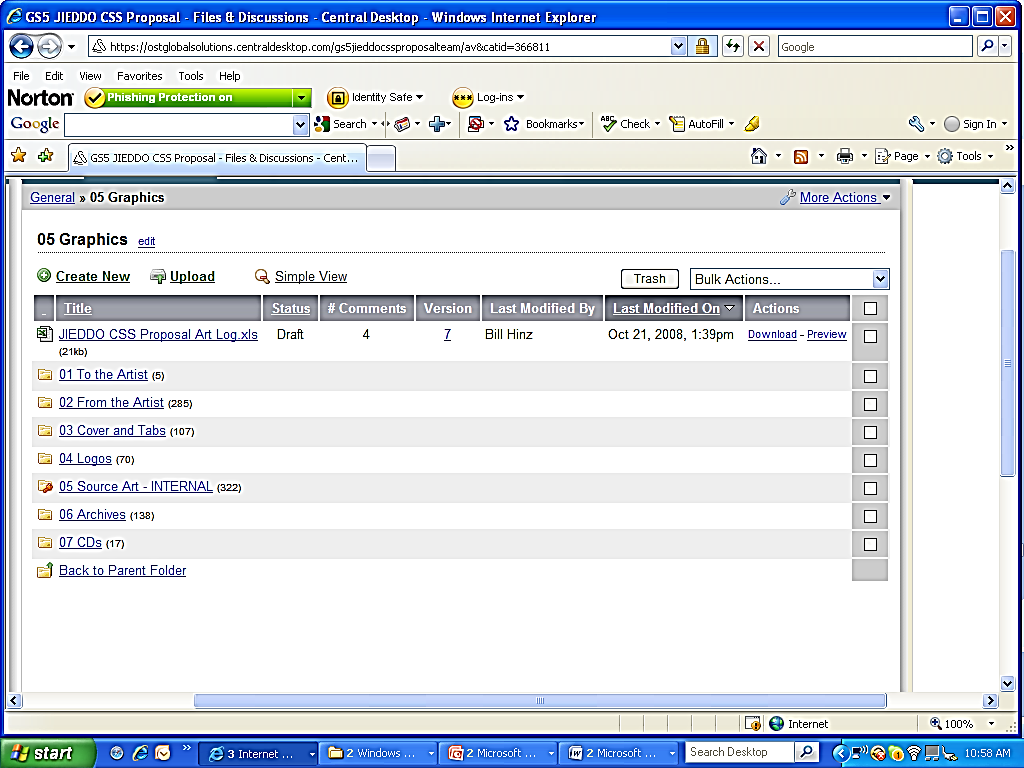 GS5 JIEDDO CSS Proposal - Files & Discussions - Central Desktop - Windows Internet Explorer
https://ostglobalsolutions.centraldesktop.com/gs5jieddocssproposalteam/av&catid=366811
Google
File Edit View Favorites Tools Help
Norton Phishing Protection on Identity Safe Log-ins
Google Search Bookmarks Check AutoFill Sign In
GS5 JIEDDO CSS Proposal - Files & Discussions - Cent... Page Tools
General » 05 Graphics More Actions
05 Graphics edit
Create New Upload Simple View Trash Bulk Actions...
Title Status # Comments Version Last Modified By Last Modified On Actions
JIEDDO CSS Proposal Art Log.xls Draft 4 7 Bill Hinz Oct 21, 2008, 1:39pm Download - Preview
(21kb)
01 To the Artist (5)
02 From the Artist (285)
03 Cover and Tabs (107)
04 Logos (70)
05 Source Art - INTERNAL (322)
06 Archives (138)
07 CDs (17)
Back to Parent Folder
Internet 100%
start 3 Internet ... 2 Windows ... 2 Microsoft ... 2 Microsoft ... Search Desktop 10:58 AM